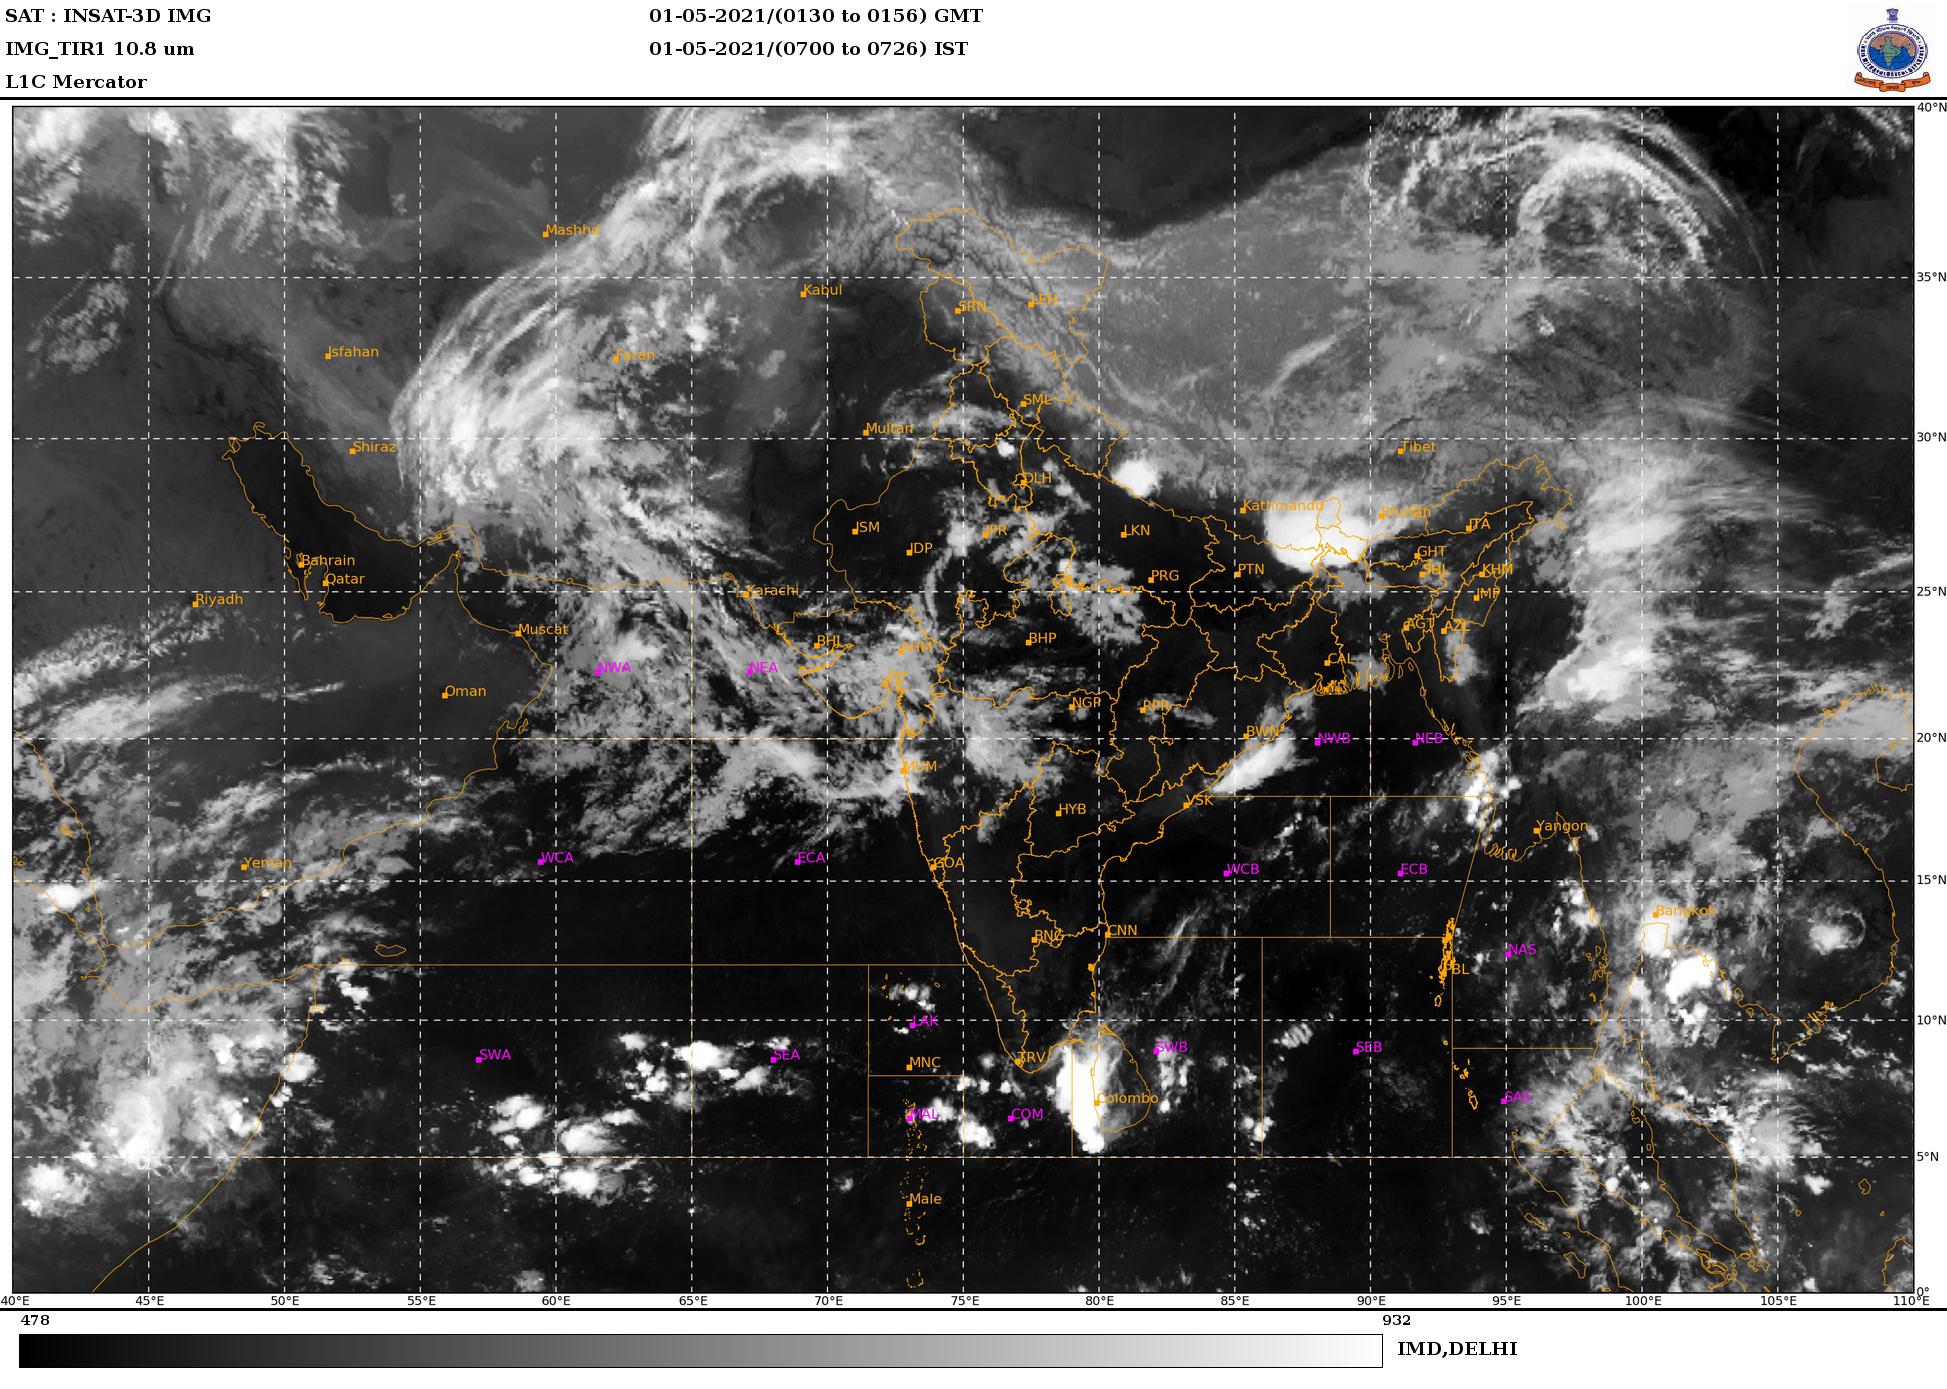 SAT : INSAT-3D IMG
01-05-2021/(0130 to 0156) GMT
IMG_TIR1 10.8 um
01-05-2021/(0700 to 0726) IST
L1C Mercator
40°N
Mashhd
35°N
Kabul
LEH
SRN
Isfahan
Farah
SML
Multan
30°N
Shiraz
Tibet
DLH
Kathmandu
Bhutan
ITA
JSM
JPR
LKN
JDP
GHT
Bahrain
PTN
SHL
KHM
Qatar
PRG
25°N
Karachi
IMP
Riyadh
Muscat
AGT
AZL
BHJ
BHP
AHM
CAL
NWA
NEA
Oman
NGP
RPR
20°N
BWN
NWB
NEB
MUM
VSK
HYB
Yangon
WCA
ECA
Yeman
GOA
WCB
ECB
15°N
Bangkok
BNG
CNN
NAS
PBL
LAK
10°N
SWA
SEA
MNC
TRV
SWB
SEB
Colombo
SAS
MAL
COM
5°N
Male
0°
40°E
45°E
50°E
55°E
60°E
65°E
70°E
75°E
80°E
85°E
90°E
95°E
100°E
105°E
110°E
478
932
IMD,DELHI